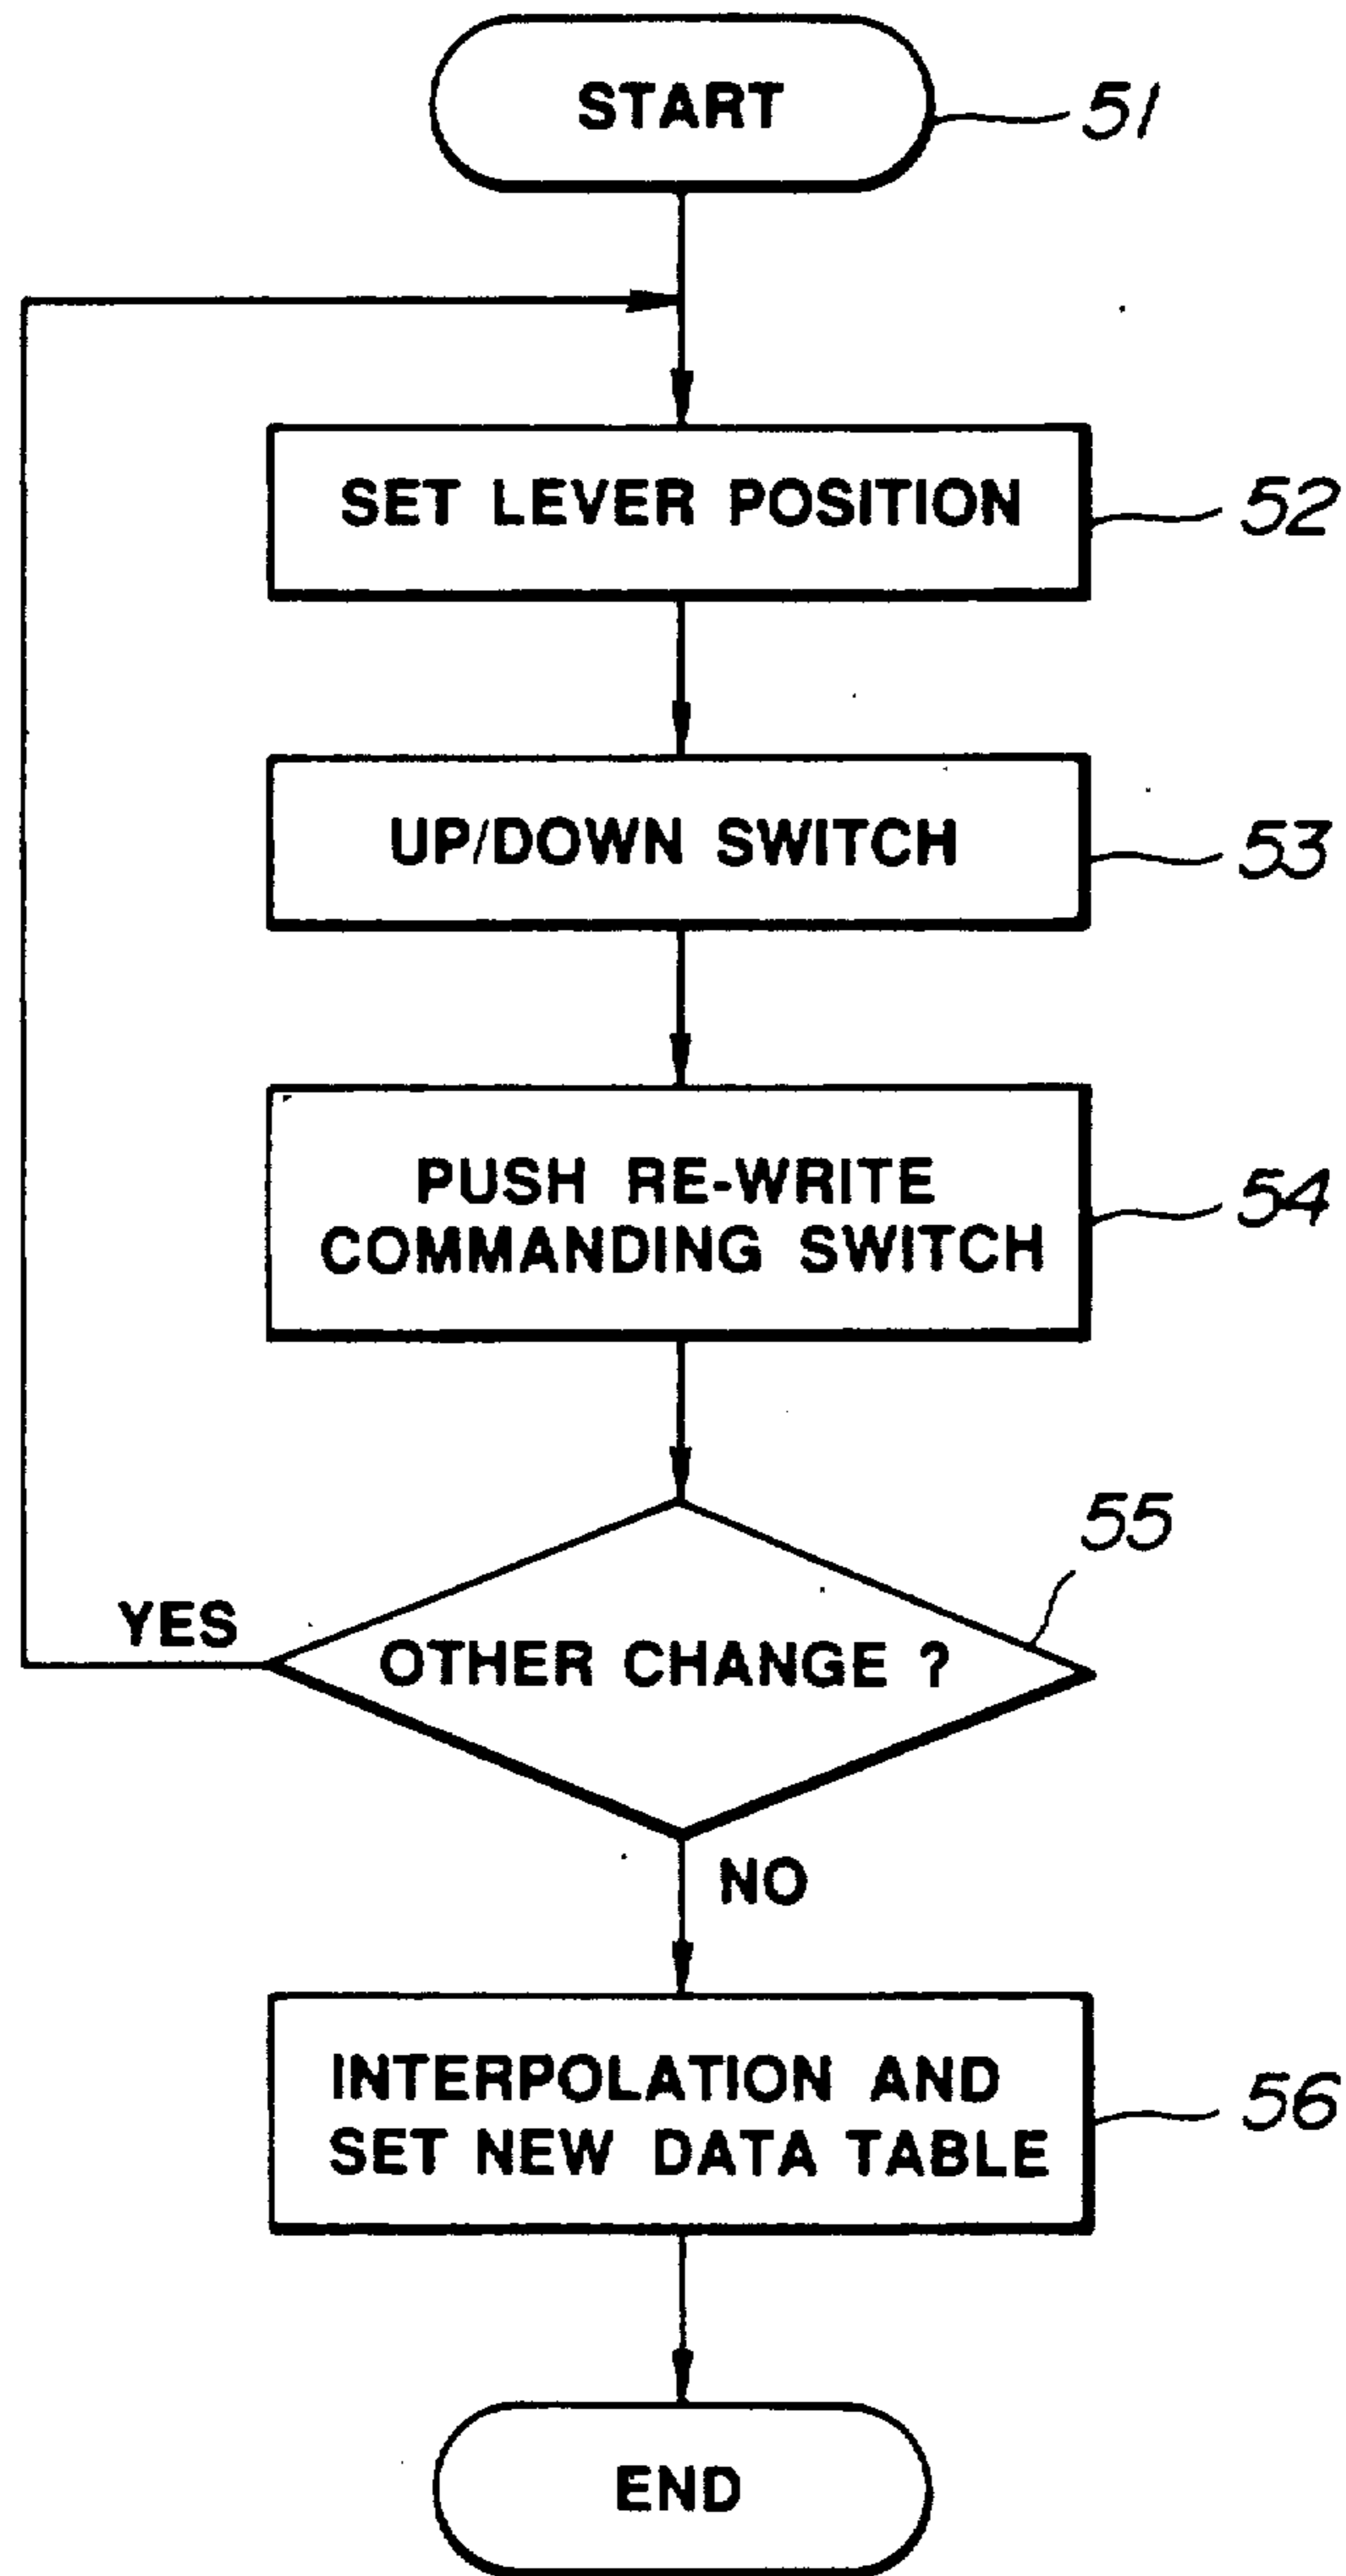 START
51
SET LEVER POSITION
52
UP/DOWN SWITCH
53
PUSH RE-WRITE
COMMANDING SWITCH
54
55
YES
OTHER CHANGE ?
NO
INTERPOLATION AND
SET NEW DATA TABLE
56
END